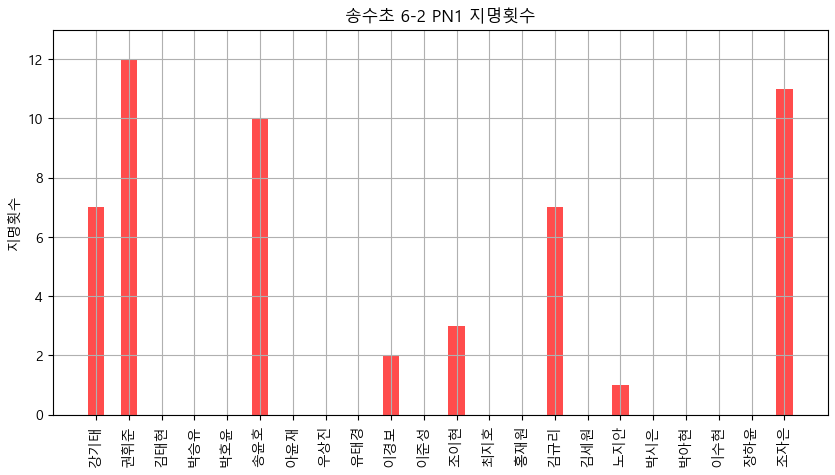 송수초 6-2 PN1 지명횟수
지명횟수
12
10
8
6
4
2
0
강기태
권휘준
김태현
박승유
박호윤
송윤호
아윤재
우상진
유태경
이경보
이준성
조이현
최지호
홍재원
김규리
김세원
노지안
박시은
박아현
이수현
장하윤
조자은